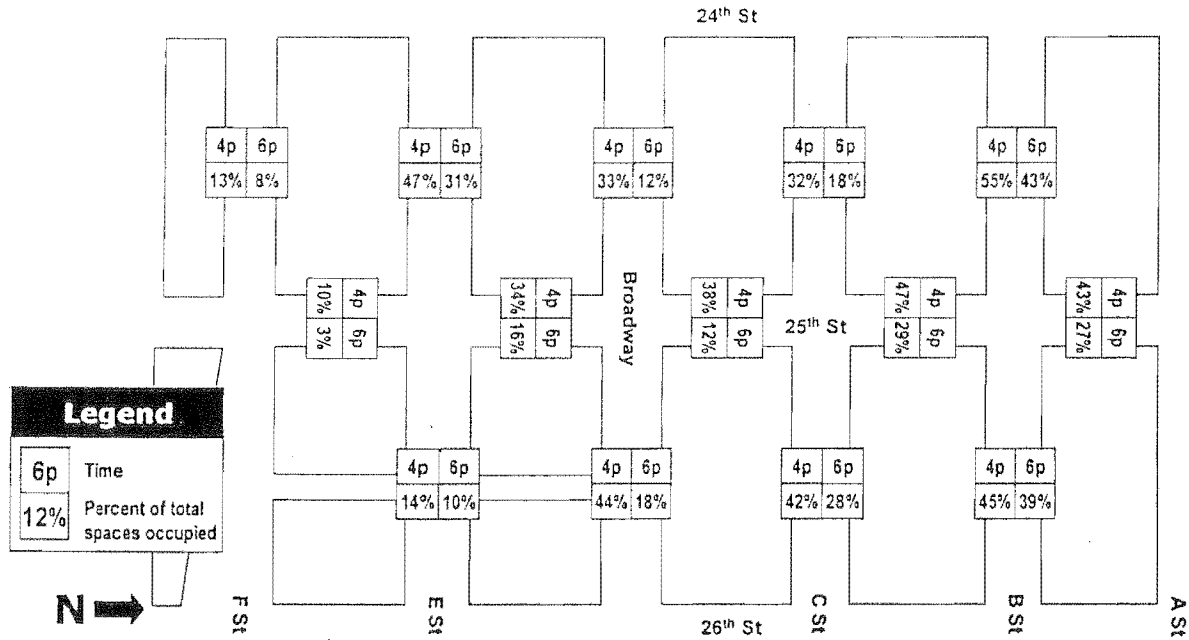 24th St
4p 6p
13% 8%
4p 6p
47% 31%
4p 6p
33% 12%
4p 6p
32% 18%
4p 6p
55% 43%
4p 6p
10% 3%
4p 6p
34% 16%
Broadway
4p 6p
38% 12%
25th St
4p 6p
47% 29%
4p 6p
43% 27%
Legend
6p Time
12% Percent of total
spaces occupied
4p 6p
14% 10%
4p 6p
44% 18%
4p 6p
42% 28%
4p 6p
45% 39%
N
F St
E St
26th St
C St
B St
A St